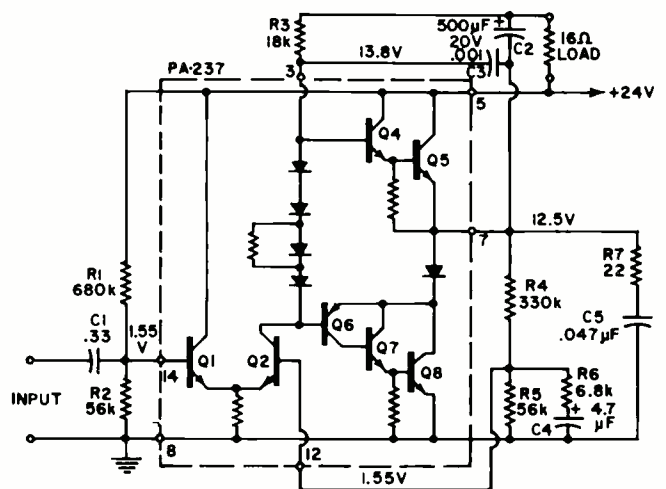 R3
18k
500µF
+
20V
.001
C2
C3
16Ω
LOAD
13.8V
PA-237
3
5
+24V
Q4
Q5
7
12.5V
R1
680k
R4
330k
R7
22
C5
.047µF
C1
.33
1.55
V
14
Q1
Q2
Q6
Q7
Q8
INPUT
R2
56k
R5
56k
R6
6.8k
+
4.7
µF
C4
8
12
1.55V